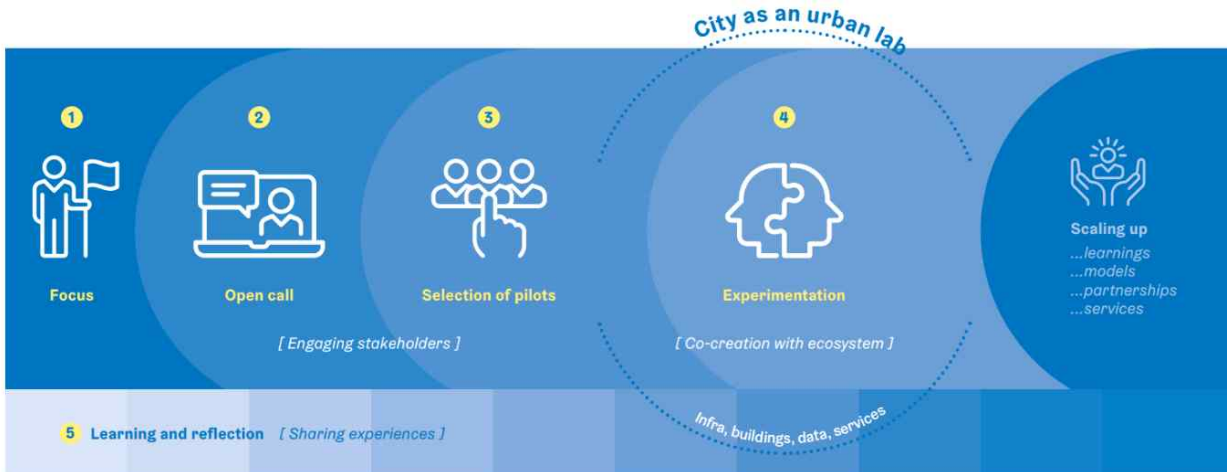 City as an urban lab
1
2
3
4
Focus
Open call
Selection of pilots
Experimentation
Scaling up
...learnings
...models
...partnerships
...services
[ Engaging stakeholders ]
[ Co-creation with ecosystem ]
Infra, buildings, data, services
5 Learning and reflection [ Sharing experiences ]